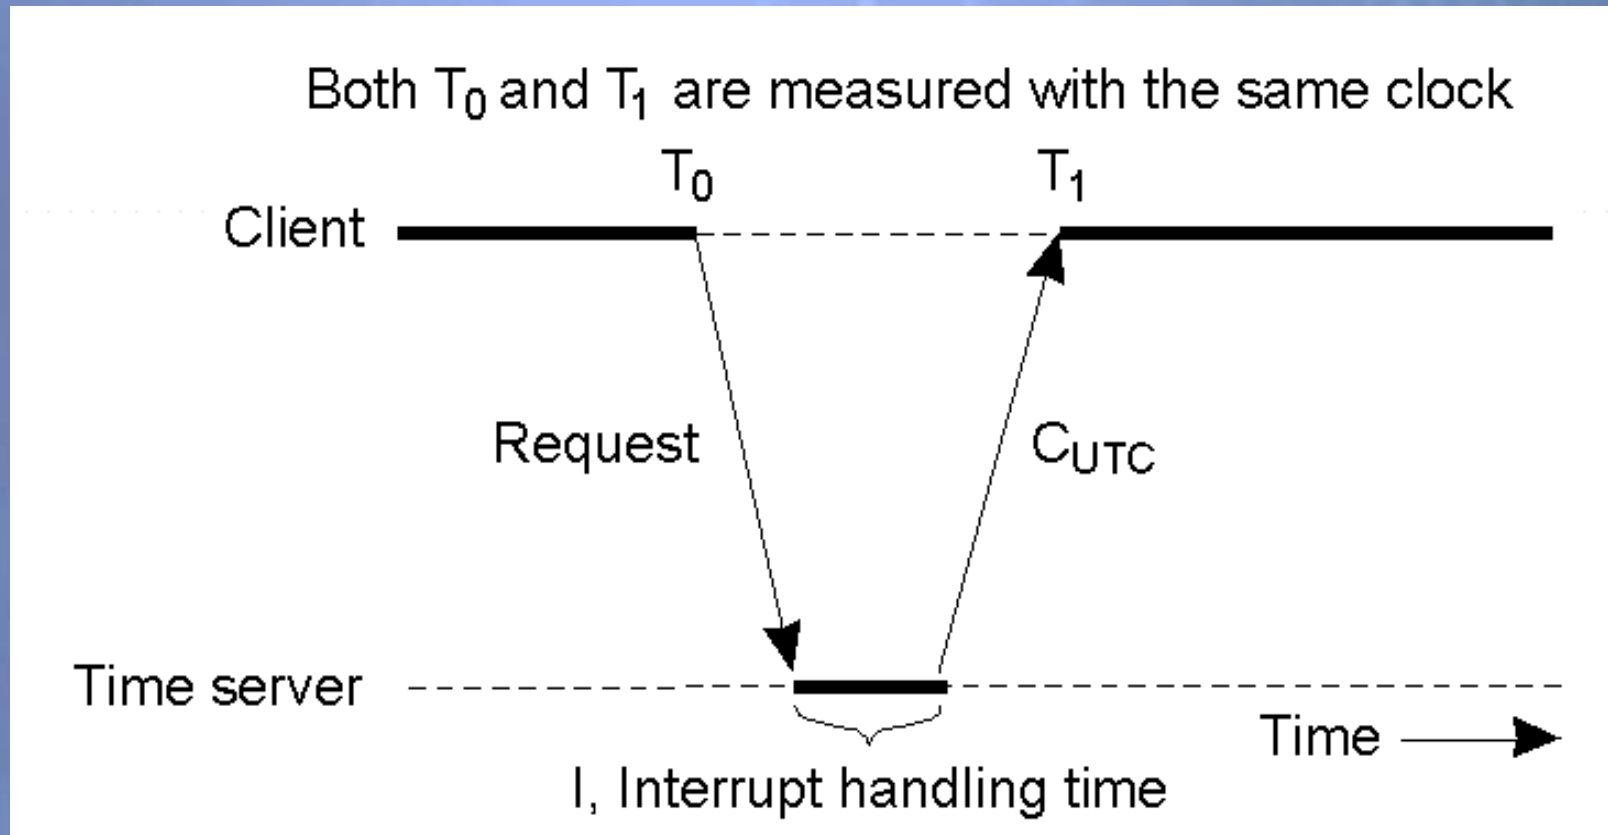 Both T₀ and T₁ are measured with the same clock
T₀
T₁
Client
Request
C_UTC
Time server
Time
I, Interrupt handling time